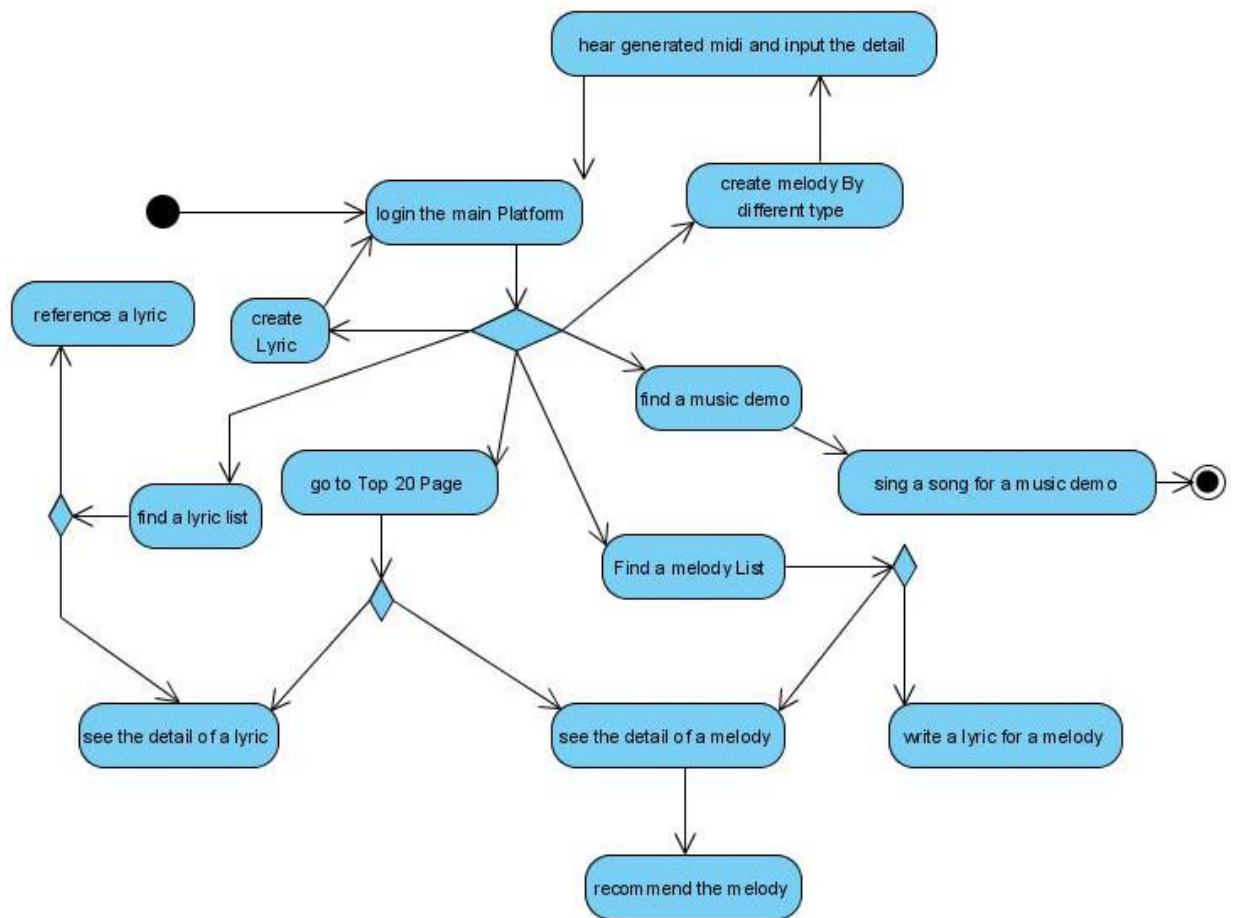 hear generated midi and input the detail
create melody By
different type
login the main Platform
reference a lyric
create
Lyric
find a music demo
go to Top 20 Page
sing a song for a music demo
find a lyric list
Find a melody List
see the detail of a lyric
see the detail of a melody
write a lyric for a melody
recommend the melody